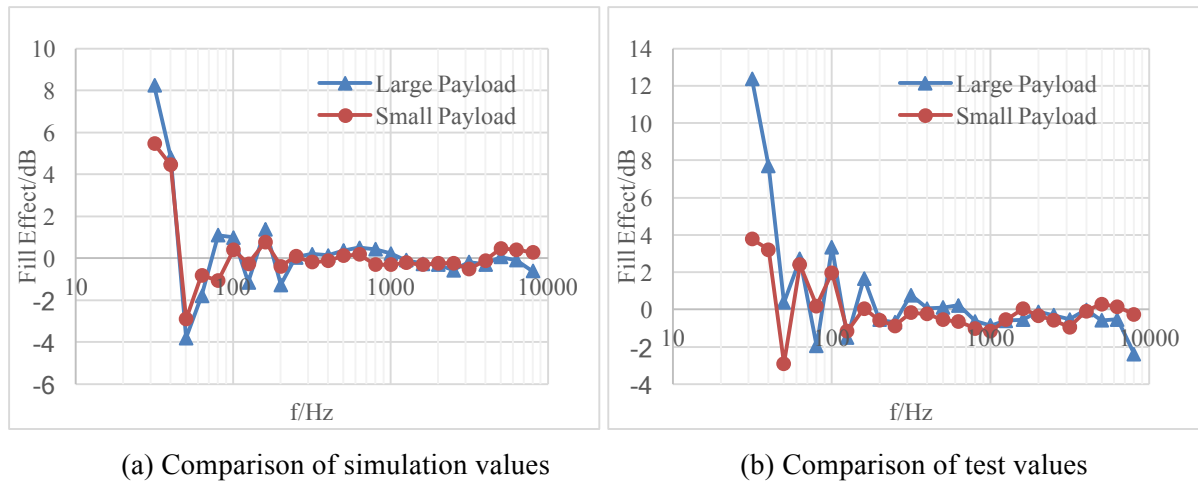 10
8
6
4
2
0
-2
-4
-6
Fill Effect/dB
10
100
1000
10000
f/Hz
Large Payload
Small Payload
14
12
10
8
6
4
2
0
-2
-4
Fill Effect/dB
10
100
1000
10000
f/Hz
Large Payload
Small Payload
(a) Comparison of simulation values
(b) Comparison of test values